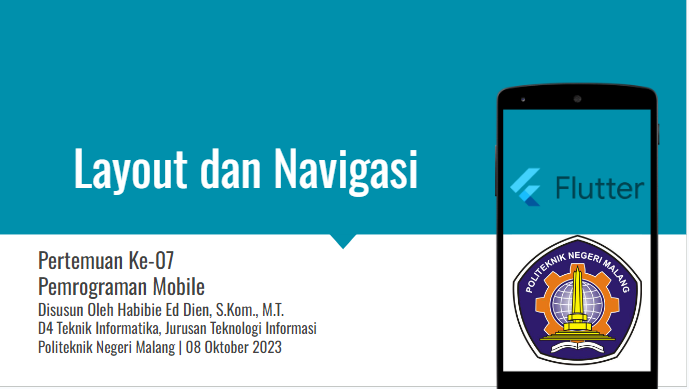 Layout dan Navigasi
Flutter
POLITEKNIK NEGERI MALANG
Pertemuan Ke-07
Pemrograman Mobile
Disusun Oleh Habibie Ed Dien, S.Kom., M.T.
D4 Teknik Informatika, Jurusan Teknologi Informasi
Politeknik Negeri Malang | 08 Oktober 2023